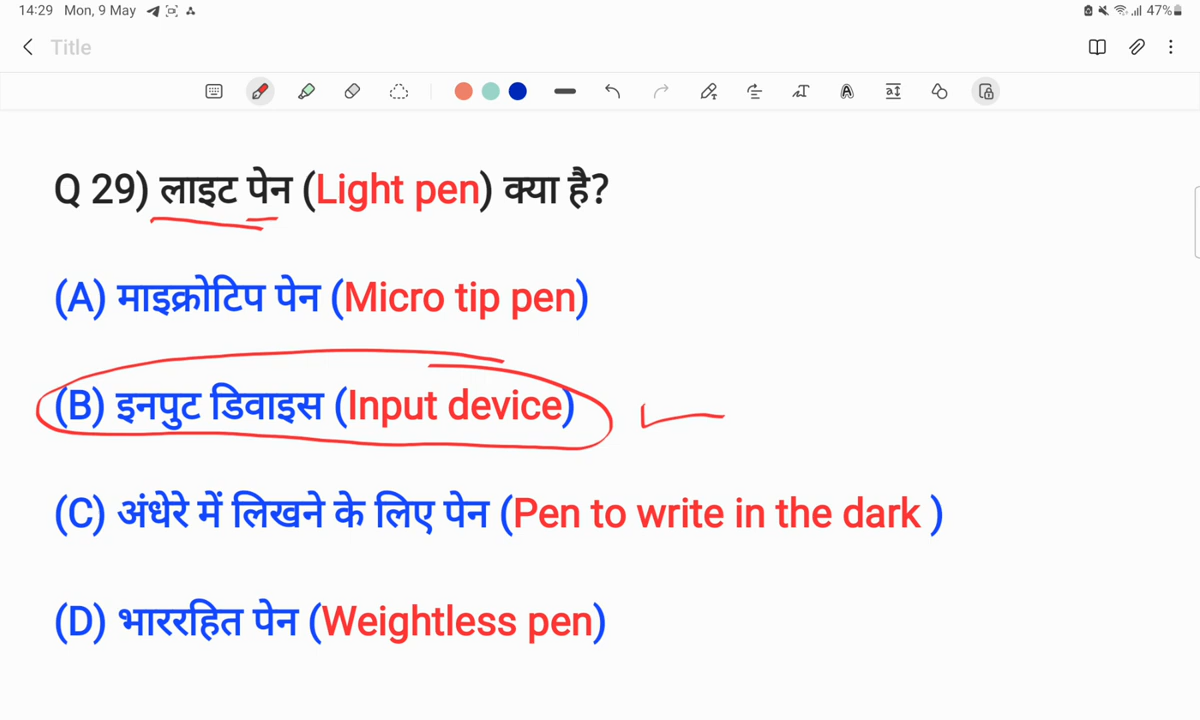 14:29 Mon, 9 May 47%
Title
Q 29) लाइट पेन (Light pen) क्या है?
(A) माइक्रोटिप पेन (Micro tip pen)
(B) इनपुट डिवाइस (Input device)
(C) अंधेरे में लिखने के लिए पेन (Pen to write in the dark )
(D) भाररहित पेन (Weightless pen)